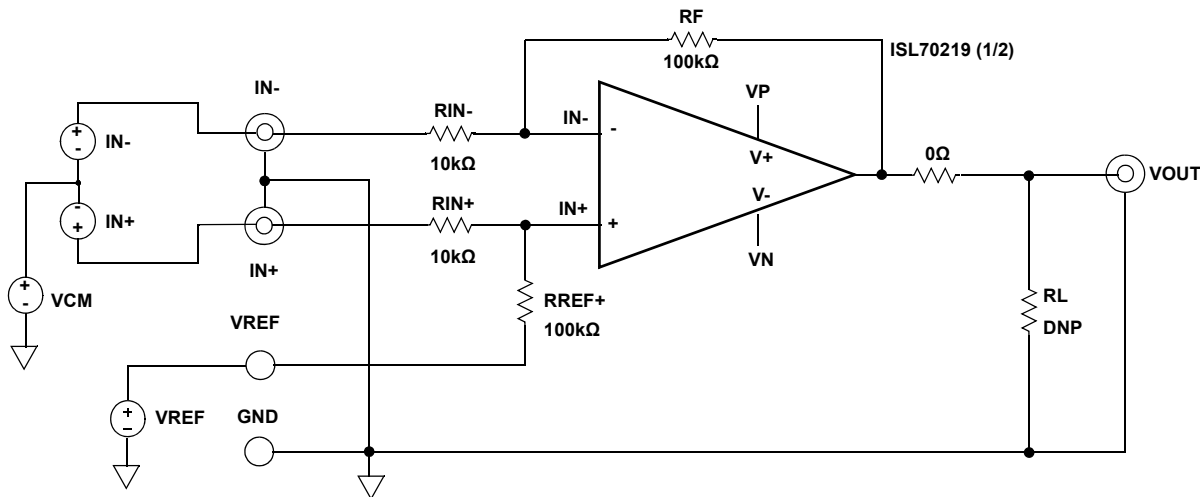 RF
100kΩ
ISL70219 (1/2)
IN-
RIN-
10kΩ
IN-
-
VP
V+
V-
VN
0Ω
VOUT
+
-
IN-
-
+
IN+
IN+
RIN+
10kΩ
IN+
+
+
-
VCM
RREF+
100kΩ
RL
DNP
VREF
+
-
VREF
GND